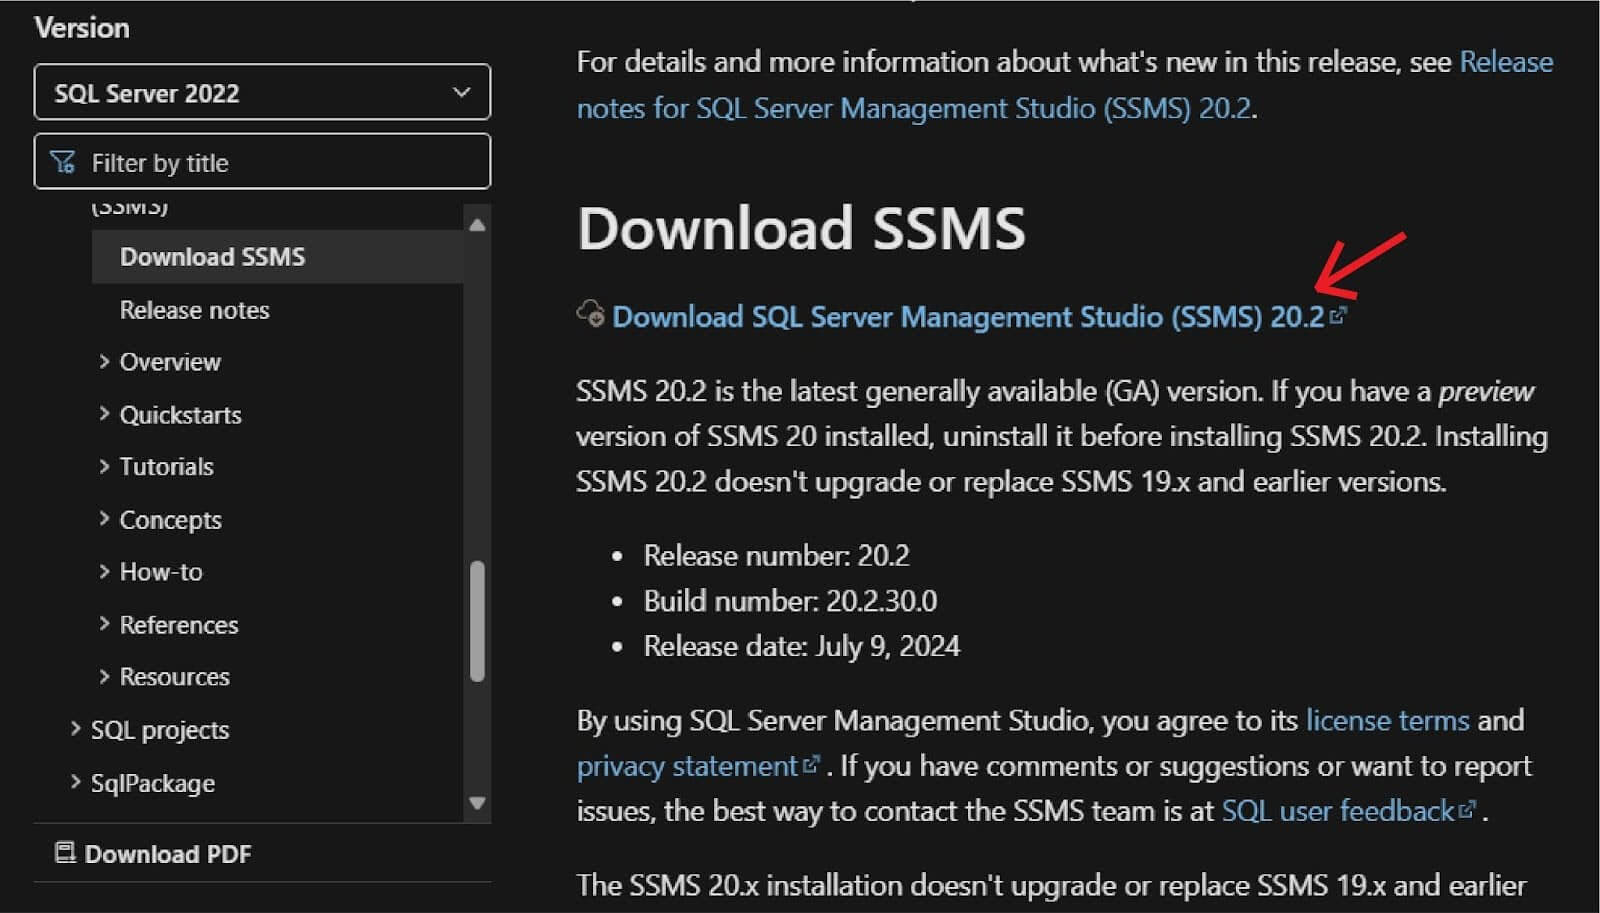 Version
SQL Server 2022
Filter by title
(SSMS)
Download SSMS
Release notes
Overview
Quickstarts
Tutorials
Concepts
How-to
References
Resources
SQL projects
SqlPackage
Download PDF
For details and more information about what's new in this release, see Release
notes for SQL Server Management Studio (SSMS) 20.2.
Download SSMS
Download SQL Server Management Studio (SSMS) 20.2
SSMS 20.2 is the latest generally available (GA) version. If you have a preview
version of SSMS 20 installed, uninstall it before installing SSMS 20.2. Installing
SSMS 20.2 doesn't upgrade or replace SSMS 19.x and earlier versions.
• Release number: 20.2
• Build number: 20.2.30.0
• Release date: July 9, 2024
By using SQL Server Management Studio, you agree to its license terms and
privacy statement . If you have comments or suggestions or want to report
issues, the best way to contact the SSMS team is at SQL user feedback .
The SSMS 20.x installation doesn't upgrade or replace SSMS 19.x and earlier